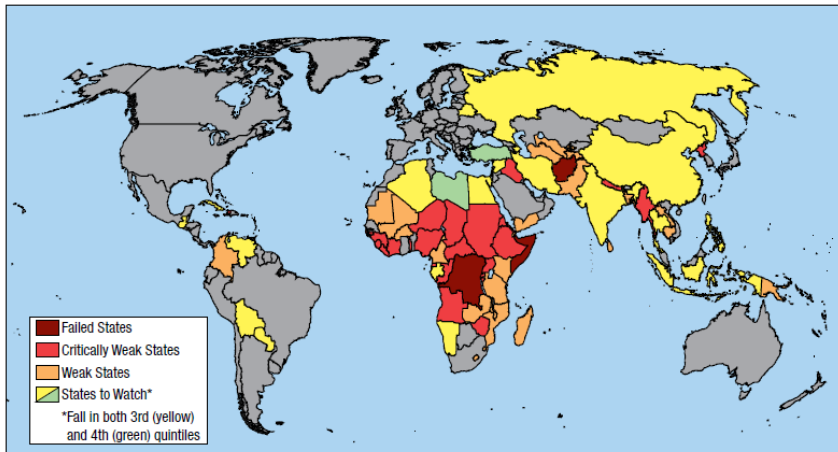 Failed States
Critically Weak States
Weak States
States to Watch*
*Fall in both 3rd (yellow)
and 4th (green) quintiles